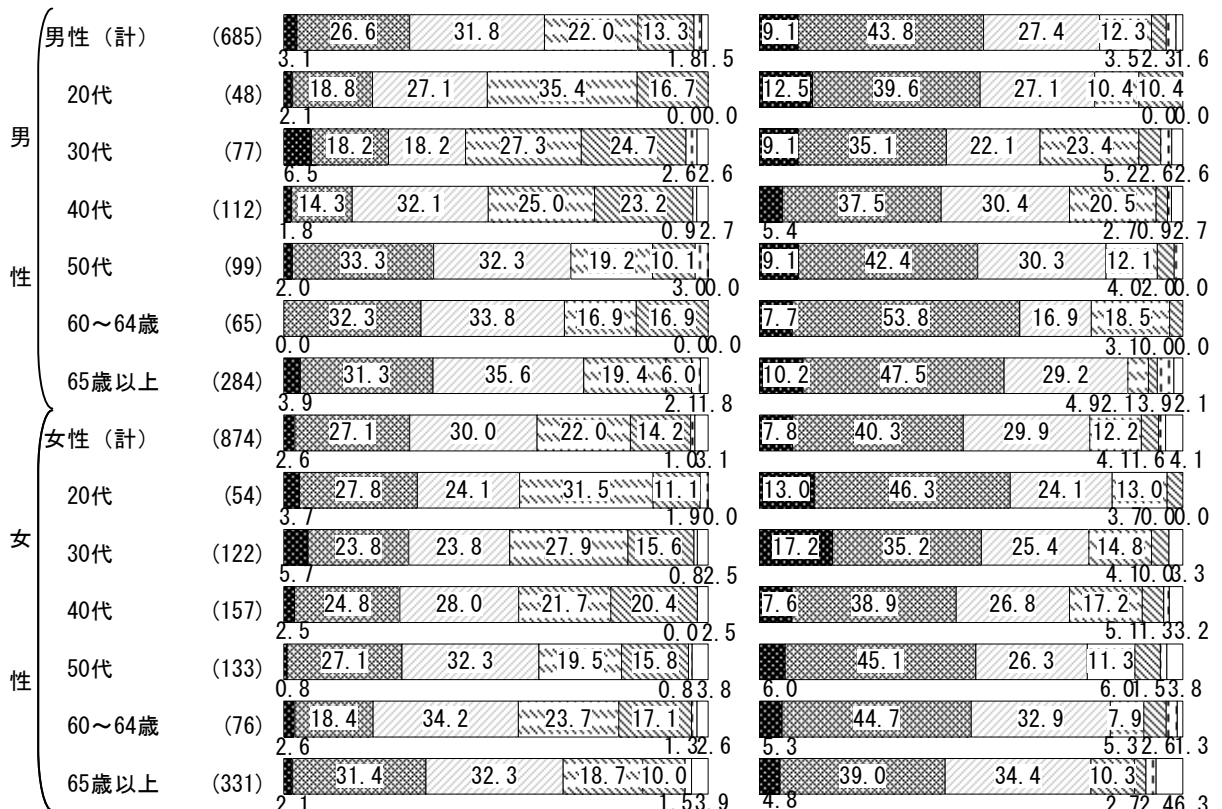 男性（計） (685) 26.6 31.8 22.0 13.3 9.1 43.8 27.4 12.3
3.1 1.8 1.5 3.5 2.3 1.6
20代 (48) 18.8 27.1 35.4 16.7 12.5 39.6 27.1 10.4 10.4
2.1 0.0 0.0 0.0 0.0
男
30代 (77) 18.2 18.2 27.3 24.7 9.1 35.1 22.1 23.4
6.5 2.6 2.6 5.2 2.6 2.6
40代 (112) 14.3 32.1 25.0 23.2 37.5 30.4 20.5
1.8 0.9 2.7 5.4 2.7 0.9 2.7
性
50代 (99) 33.3 32.3 19.2 10.1 9.1 42.4 30.3 12.1
2.0 3.0 0.0 4.0 2.0 0.0
60～64歳 (65) 32.3 33.8 16.9 16.9 7.7 53.8 16.9 18.5
0.0 0.0 0.0 3.1 0.0 0.0
65歳以上 (284) 31.3 35.6 19.4 6.0 10.2 47.5 29.2
3.9 2.1 1.8 4.9 2.1 3.9 2.1
女性（計） (874) 27.1 30.0 22.0 14.2 7.8 40.3 29.9 12.2
2.6 1.0 3.1 4.1 1.6 4.1
20代 (54) 27.8 24.1 31.5 11.1 13.0 46.3 24.1 13.0
3.7 1.9 0.0 3.7 0.0 0.0
女
30代 (122) 23.8 23.8 27.9 15.6 17.2 35.2 25.4 14.8
5.7 0.8 2.5 4.1 0.0 3.3
40代 (157) 24.8 28.0 21.7 20.4 7.6 38.9 26.8 17.2
2.5 0.0 2.5 5.1 1.3 3.2
性
50代 (133) 27.1 32.3 19.5 15.8 45.1 26.3 11.3
0.8 0.8 3.8 6.0 6.0 1.5 3.8
60～64歳 (76) 18.4 34.2 23.7 17.1 44.7 32.9 7.9
2.6 1.3 2.6 5.3 5.3 2.6 1.3
65歳以上 (331) 31.4 32.3 18.7 10.0 39.0 34.4 10.3
2.1 1.5 3.9 4.8 2.7 2.4 6.3